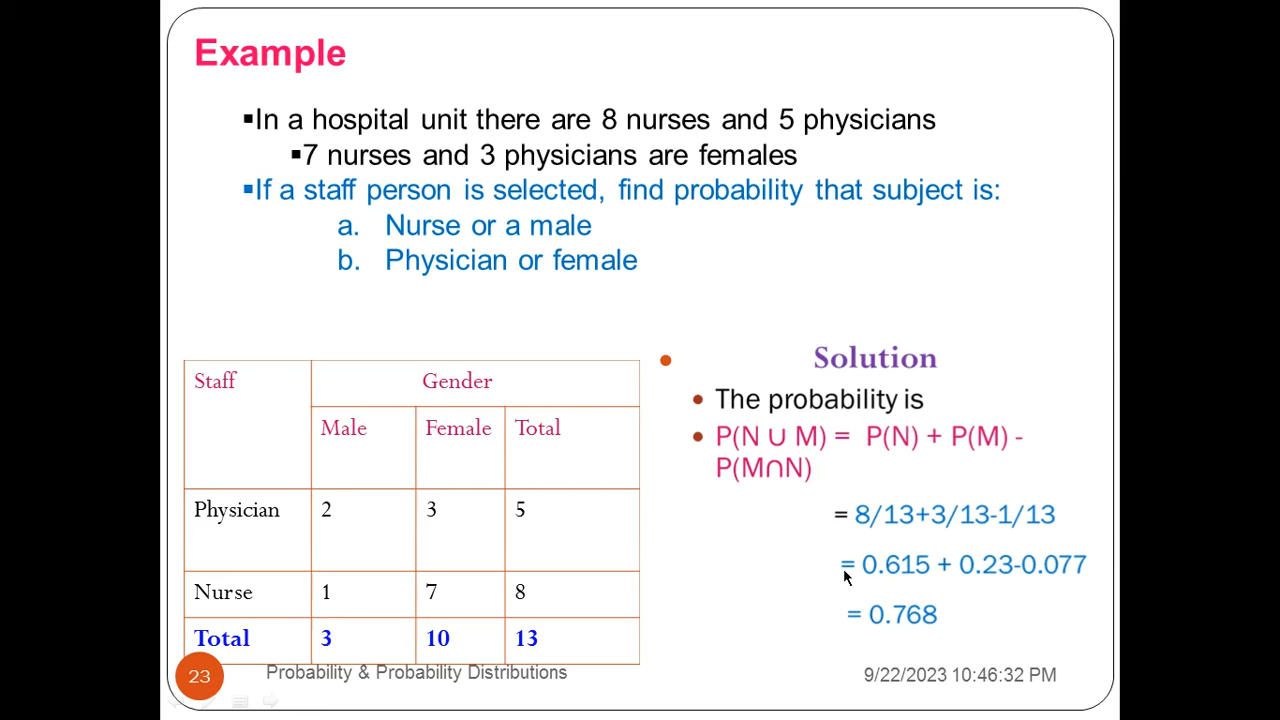 Example
▪In a hospital unit there are 8 nurses and 5 physicians
▪7 nurses and 3 physicians are females
▪If a staff person is selected, find probability that subject is:
a. Nurse or a male
b. Physician or female
Staff Gender
Male Female Total
Physician 2 3 5
Nurse 1 7 8
Total 3 10 13
• Solution
• The probability is
• P(N ∪ M) = P(N) + P(M) -
P(M∩N)
= 8/13+3/13-1/13
= 0.615 + 0.23-0.077
= 0.768
23 Probability & Probability Distributions 9/22/2023 10:46:32 PM